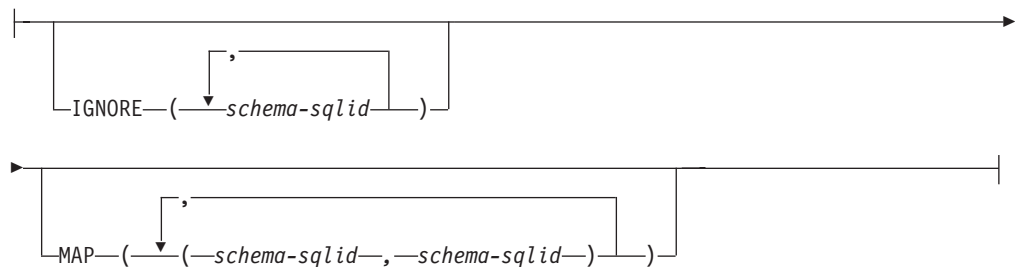 ,
IGNORE ( schema-sqlid )
,
MAP ( ( schema-sqlid , schema-sqlid ) )